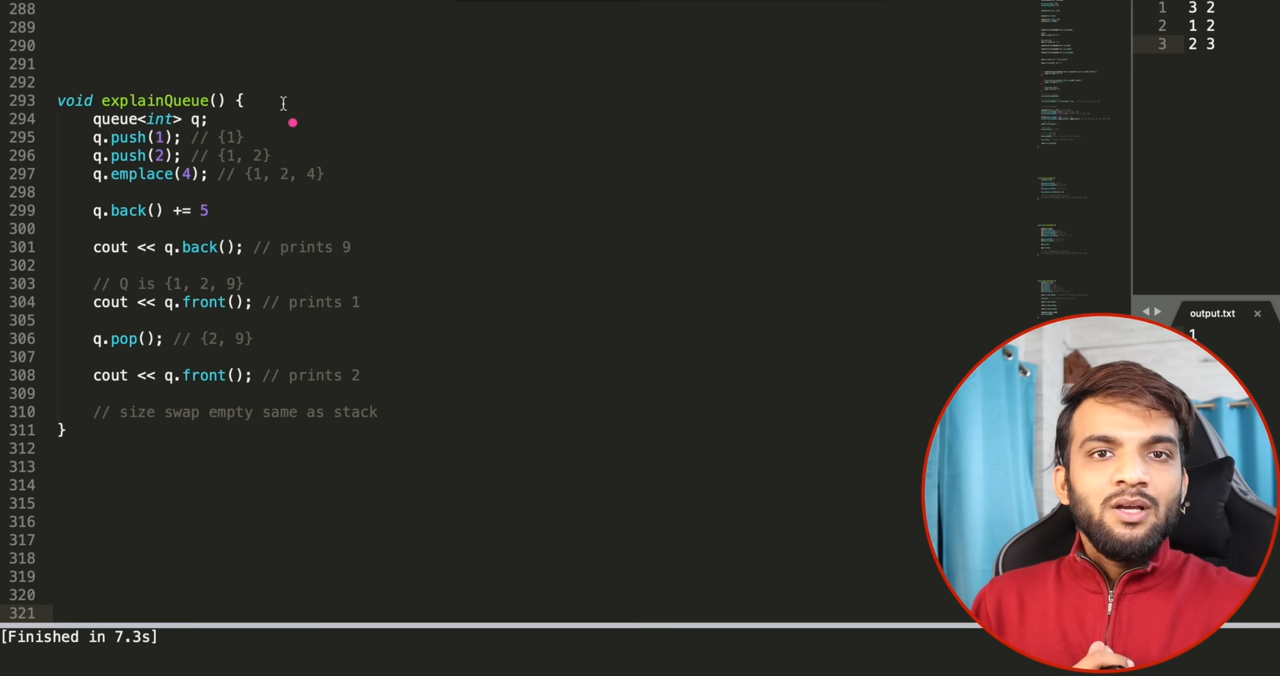 288
289
290
291
292
293 void explainQueue() {
294 queue<int> q;
295 q.push(1); // {1}
296 q.push(2); // {1, 2}
297 q.emplace(4); // {1, 2, 4}
298
299 q.back() += 5
300
301 cout << q.back(); // prints 9
302
303 // Q is {1, 2, 9}
304 cout << q.front(); // prints 1
305
306 q.pop(); // {2, 9}
307
308 cout << q.front(); // prints 2
309
310 // size swap empty same as stack
311 }
312
313
314
315
316
317
318
319
320
321
[Finished in 7.3s]
1 3 2
2 1 2
3 2 3
output.txt
1